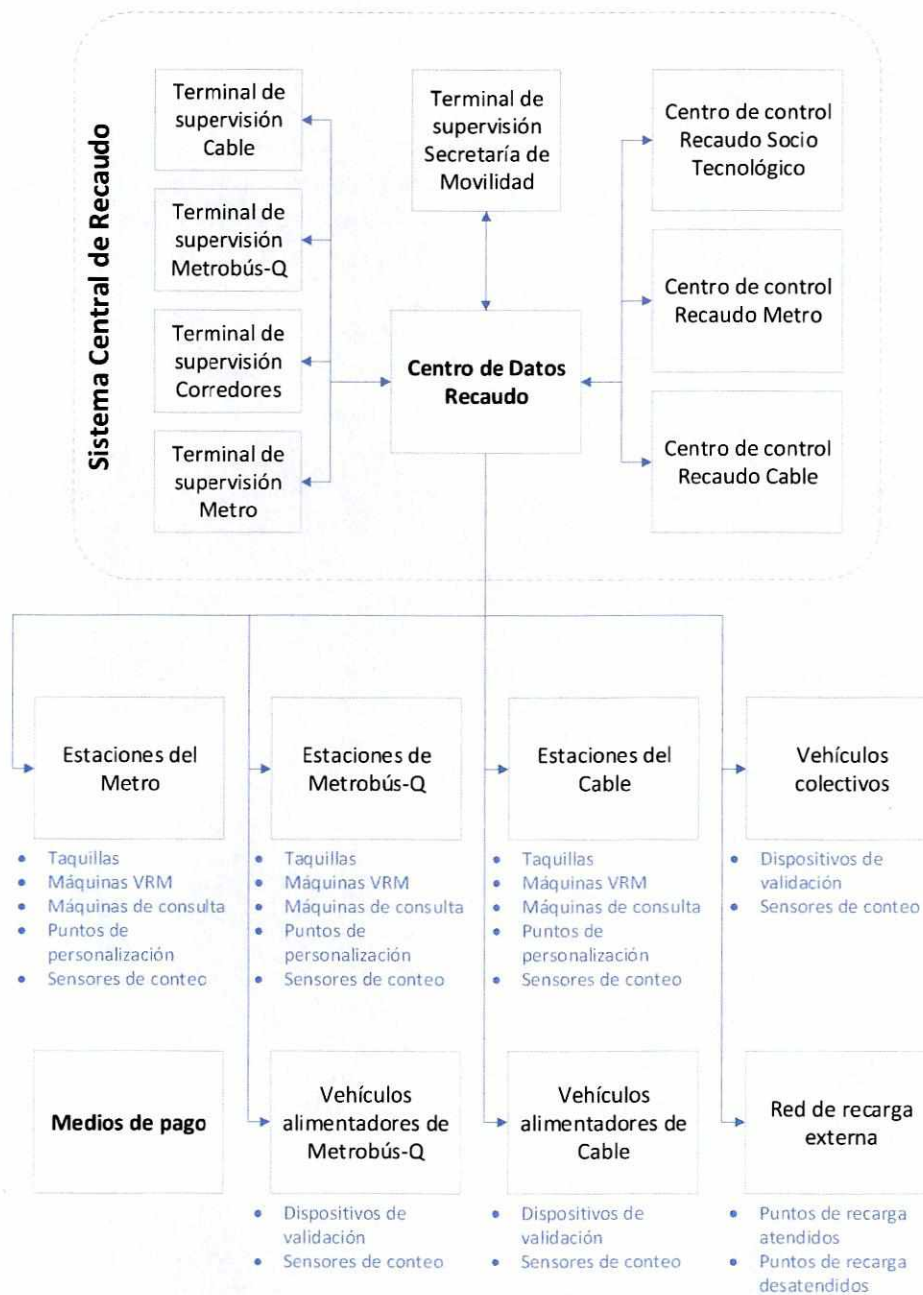 Sistema Central de Recaudo
Terminal de
supervisión
Cable
Terminal de
supervisión
Metrobús-Q
Terminal de
supervisión
Corredores
Terminal de
supervisión
Metro
Terminal de
supervisión
Secretaría de
Movilidad
Centro de Datos
Recaudo
Centro de control
Recaudo Socio
Tecnológico
Centro de control
Recaudo Metro
Centro de control
Recaudo Cable
Estaciones del
Metro
• Taquillas
• Máquinas VRM
• Máquinas de consulta
• Puntos de
personalización
• Sensores de conteo
Estaciones de
Metrobús-Q
• Taquillas
• Máquinas VRM
• Máquinas de consulta
• Puntos de
personalización
• Sensores de conteo
Estaciones del
Cable
• Taquillas
• Máquinas VRM
• Máquinas de consulta
• Puntos de
personalización
• Sensores de conteo
Vehículos
colectivos
• Dispositivos de
validación
• Sensores de conteo
Medios de pago
Vehículos
alimentadores de
Metrobús-Q
• Dispositivos de
validación
• Sensores de conteo
Vehículos
alimentadores de
Cable
• Dispositivos de
validación
• Sensores de conteo
Red de recarga
externa
• Puntos de recarga
atendidos
• Puntos de recarga
desatendidos